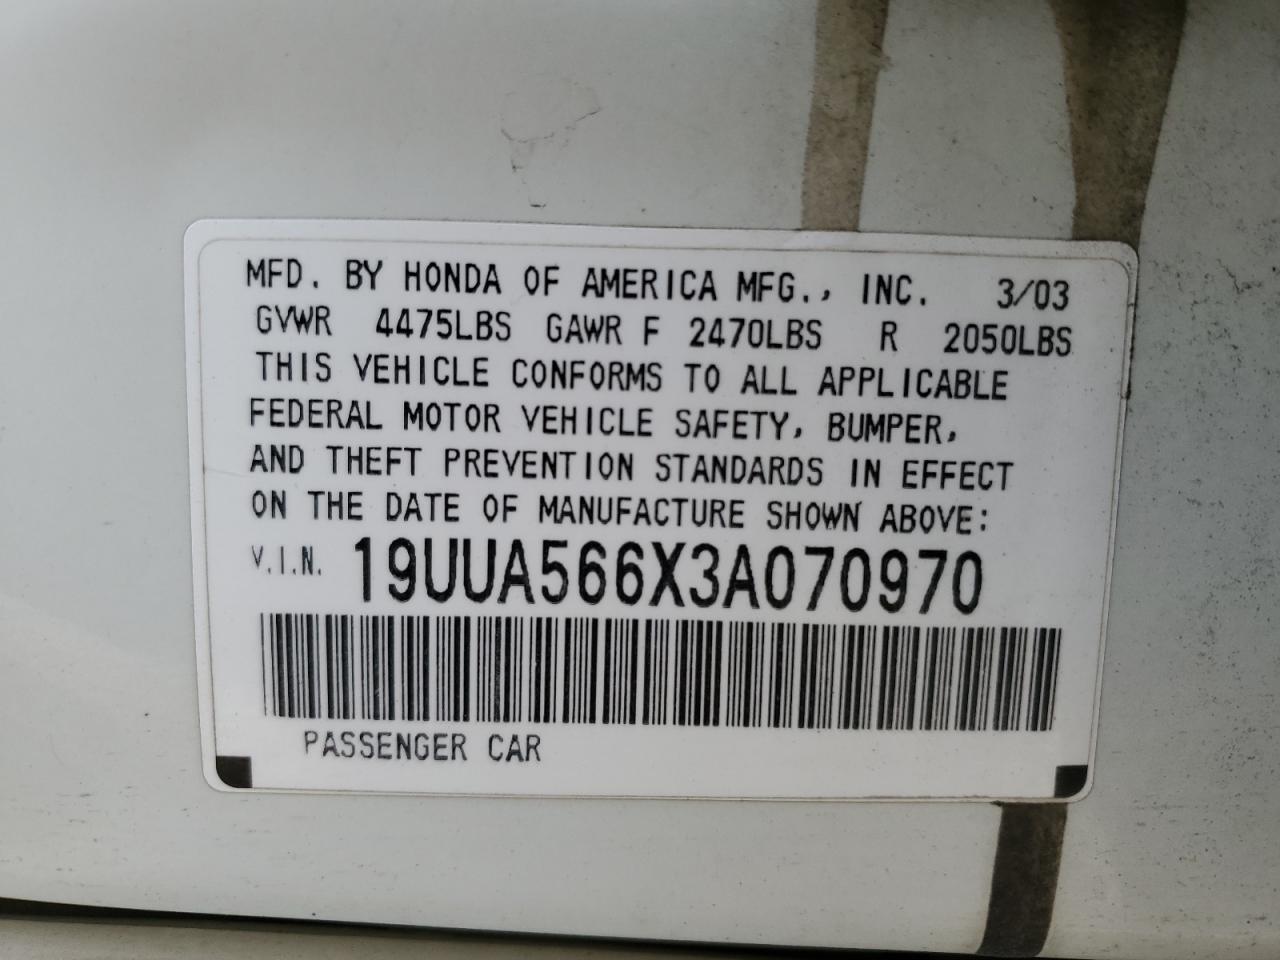 MFD. BY HONDA OF AMERICA MFG., INC. 3/03
GVWR 4475LBS GAWR F 2470LBS R 2050LBS
THIS VEHICLE CONFORMS TO ALL APPLICABLE
FEDERAL MOTOR VEHICLE SAFETY, BUMPER,
AND THEFT PREVENTION STANDARDS IN EFFECT
ON THE DATE OF MANUFACTURE SHOWN ABOVE:
V.I.N. 19UUA566X3A070970
PASSENGER CAR